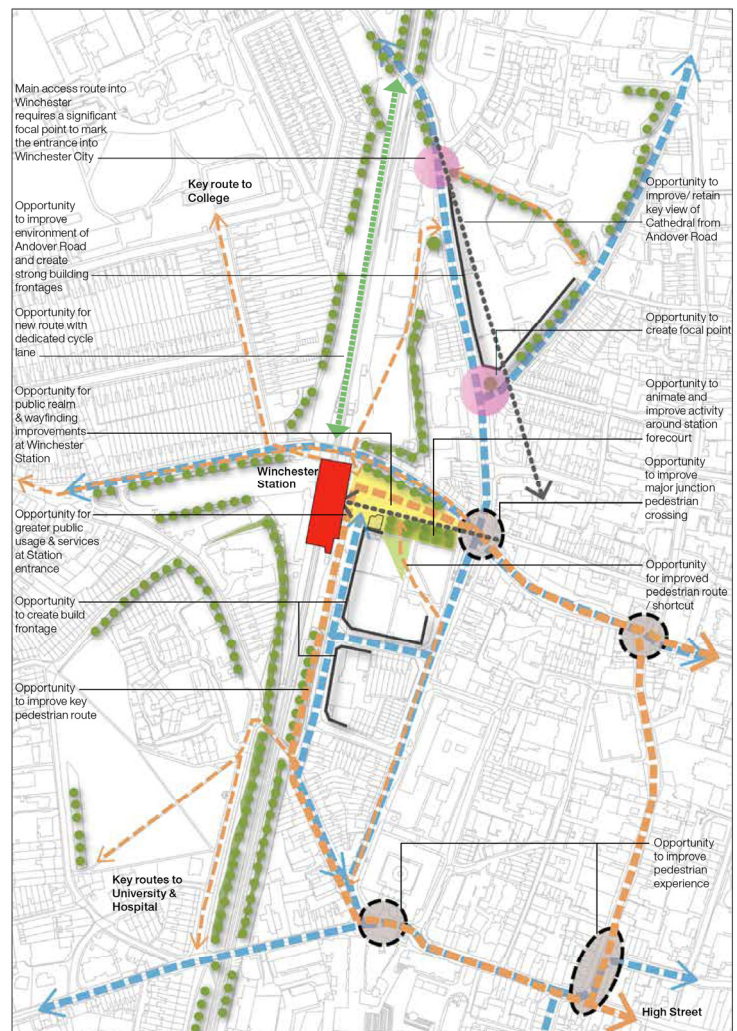 Main access route into
Winchester
requires a significant
focal point to mark
the entrance into
Winchester City
Key route to
College
Opportunity to
improve/ retain
key view of
Cathedral from
Andover Road
Opportunity
to improve
environment of
Andover Road
and create
strong building
frontages
Opportunity for
new route with
dedicated cycle
lane
Opportunity to
create focal point
Opportunity for
public realm
& wayfinding
improvements
at Winchester
Station
Opportunity to
animate and
improve activity
around station
forecourt
Winchester
Station
Opportunity
to improve
major junction
pedestrian
crossing
Opportunity for
greater public
usage & services
at Station
entrance
Opportunity
for improved
pedestrian route
/ shortcut
Opportunity
to create build
frontage
Opportunity
to improve key
pedestrian route
Opportunity
to improve
pedestrian
experience
Key routes to
University &
Hospital
High Street